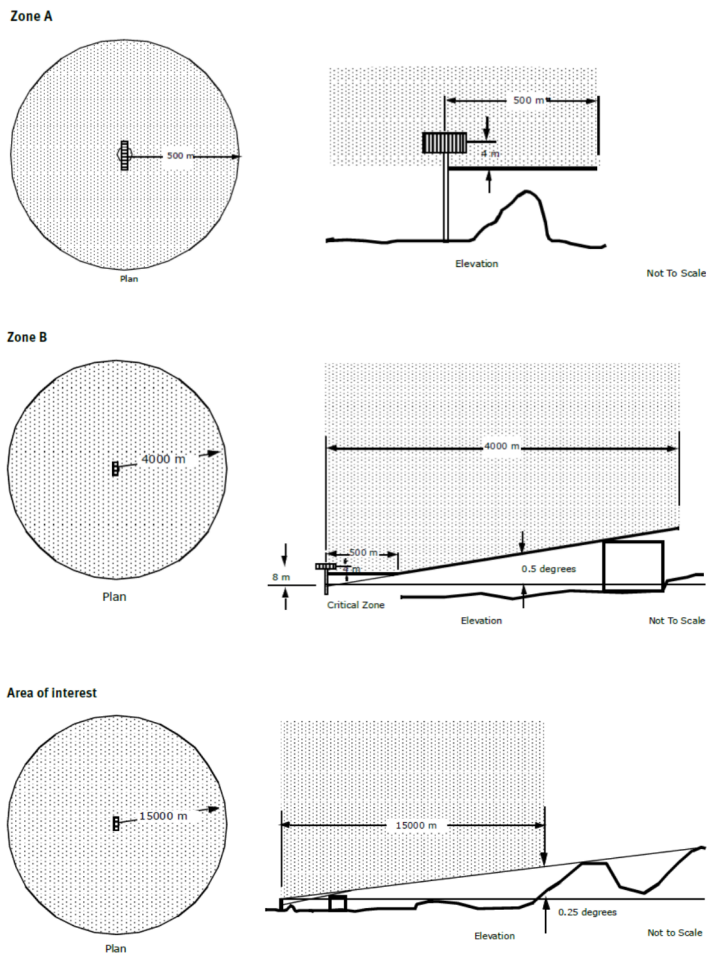 Zone A
500 m
500 m
4 m
Plan
Elevation
Not To Scale
Zone B
4000 m
4000 m
500 m
4 m
8 m
0.5 degrees
Critical Zone
Plan
Elevation
Not To Scale
Area of interest
15000 m
15000 m
0.25 degrees
Plan
Elevation
Not to Scale